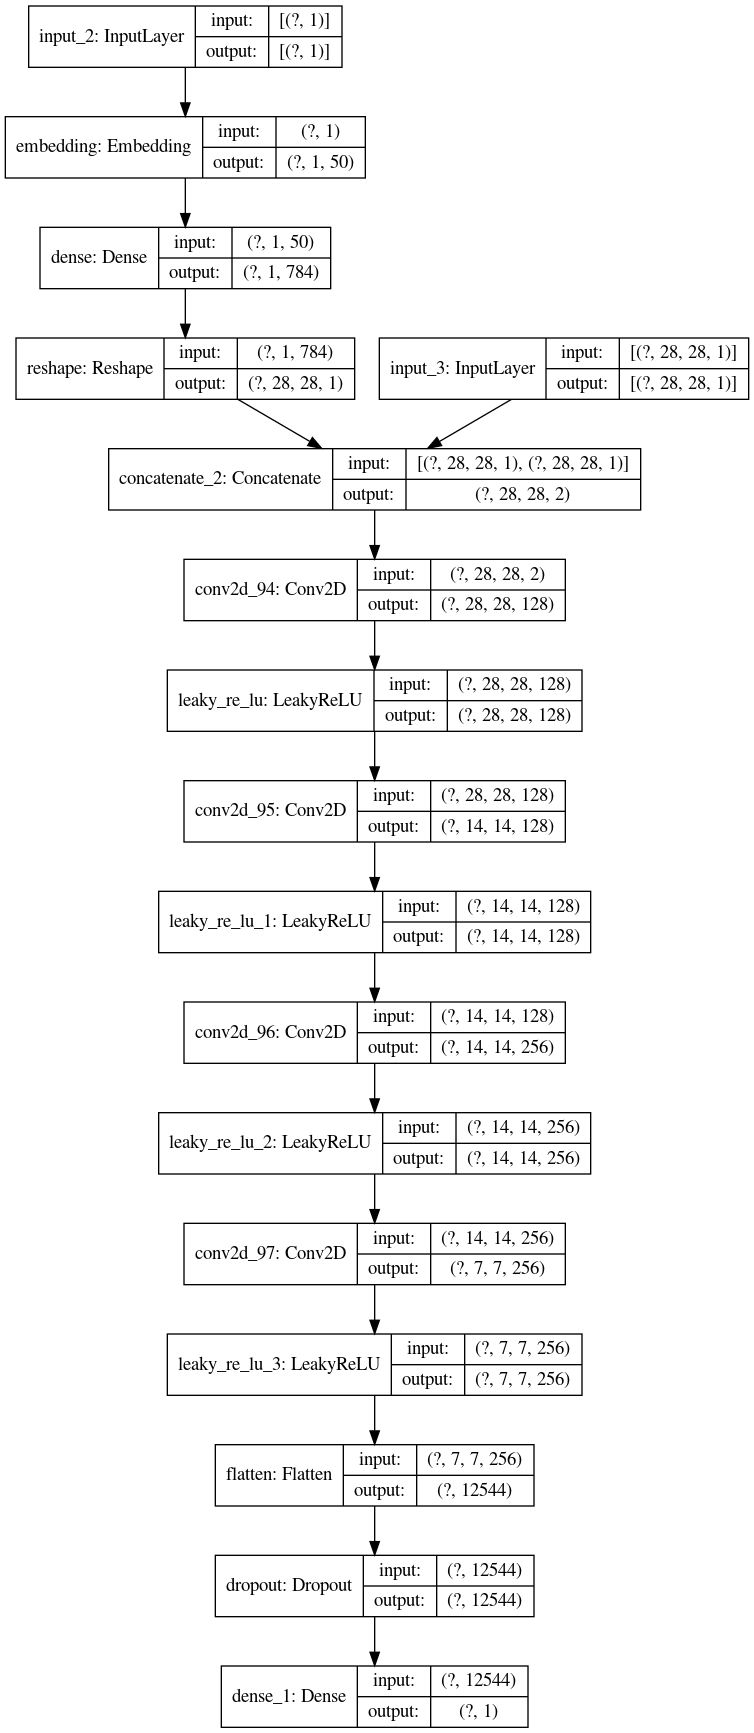 input_2: InputLayer
input: [(?, 1)]
output: [(?, 1)]
embedding: Embedding
input: (?, 1)
output: (?, 1, 50)
dense: Dense
input: (?, 1, 50)
output: (?, 1, 784)
reshape: Reshape
input: (?, 1, 784)
output: (?, 28, 28, 1)
input_3: InputLayer
input: [(?, 28, 28, 1)]
output: [(?, 28, 28, 1)]
concatenate_2: Concatenate
input: [(?, 28, 28, 1), (?, 28, 28, 1)]
output: (?, 28, 28, 2)
conv2d_94: Conv2D
input: (?, 28, 28, 2)
output: (?, 28, 28, 128)
leaky_re_lu: LeakyReLU
input: (?, 28, 28, 128)
output: (?, 28, 28, 128)
conv2d_95: Conv2D
input: (?, 28, 28, 128)
output: (?, 14, 14, 128)
leaky_re_lu_1: LeakyReLU
input: (?, 14, 14, 128)
output: (?, 14, 14, 128)
conv2d_96: Conv2D
input: (?, 14, 14, 128)
output: (?, 14, 14, 256)
leaky_re_lu_2: LeakyReLU
input: (?, 14, 14, 256)
output: (?, 14, 14, 256)
conv2d_97: Conv2D
input: (?, 14, 14, 256)
output: (?, 7, 7, 256)
leaky_re_lu_3: LeakyReLU
input: (?, 7, 7, 256)
output: (?, 7, 7, 256)
flatten: Flatten
input: (?, 7, 7, 256)
output: (?, 12544)
dropout: Dropout
input: (?, 12544)
output: (?, 12544)
dense_1: Dense
input: (?, 12544)
output: (?, 1)